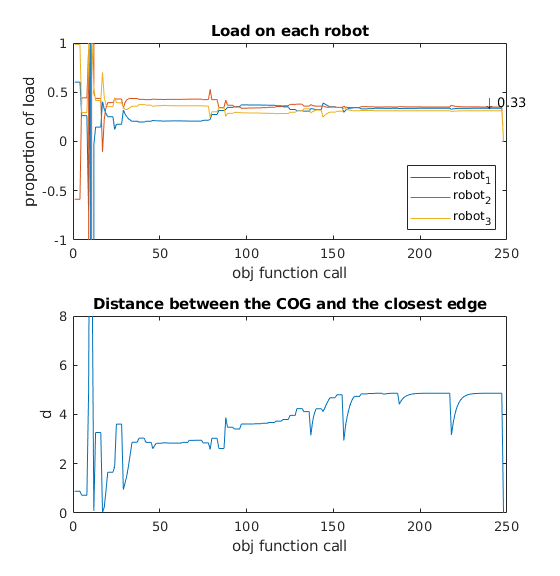 Load on each robot
1
0.5
0
-0.5
-1
proportion of load
0.33
robot1
robot2
robot3
0 50 100 150 200 250
obj function call
Distance between the COG and the closest edge
8
6
4
2
0
d
0 50 100 150 200 250
obj function call